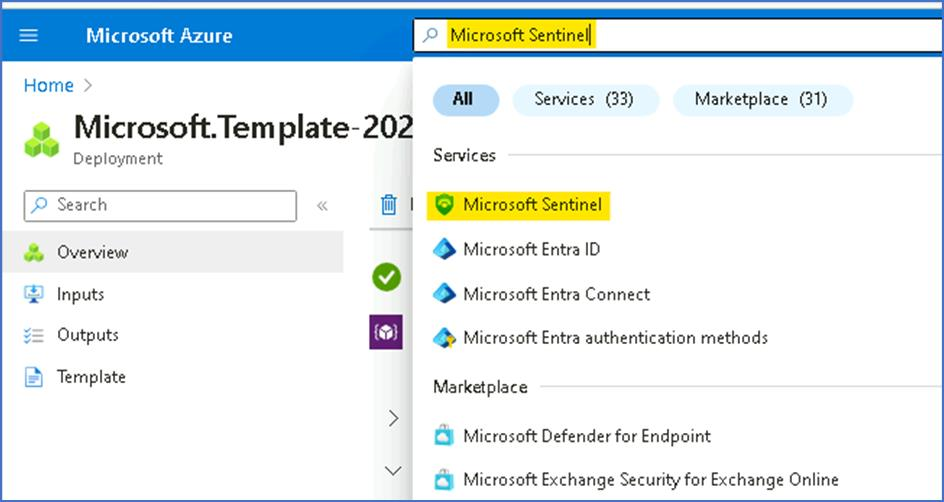 Microsoft Azure
Microsoft Sentinel
Home >
Microsoft.Template-202
Deployment
Search
«
Overview
Inputs
Outputs
Template
All
Services (33)
Marketplace (31)
Services
Microsoft Sentinel
Microsoft Entra ID
Microsoft Entra Connect
Microsoft Entra authentication methods
Marketplace
Microsoft Defender for Endpoint
Microsoft Exchange Security for Exchange Online